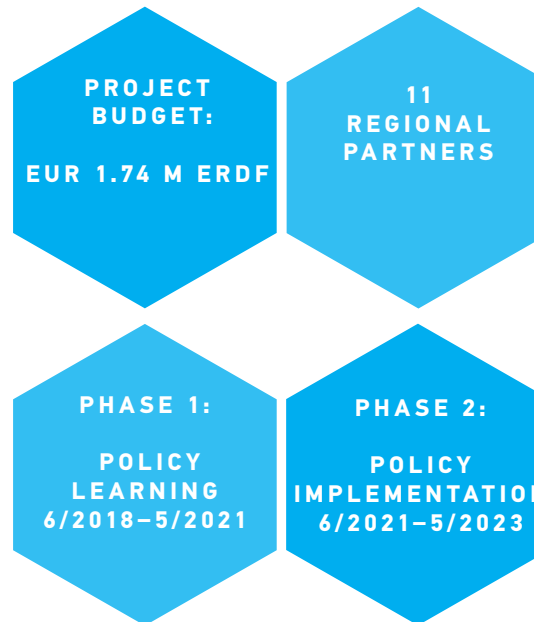 PROJECT
BUDGET:
EUR 1.74 M ERDF
11
REGIONAL
PARTNERS
PHASE 1:
POLICY
LEARNING
6/2018–5/2021
PHASE 2:
POLICY
IMPLEMENTATION
6/2021–5/2023